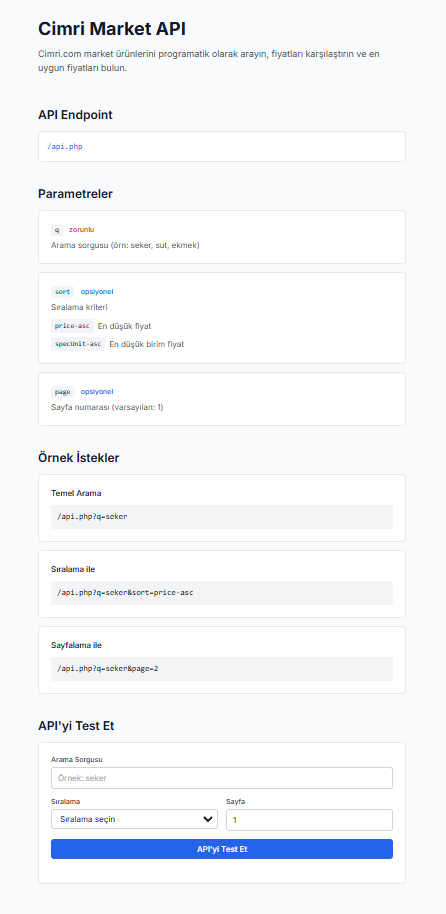 Cimri Market API
Cimri.com market ürünlerini programatik olarak arayın, fiyatları karşılaştırın ve en
uygun fiyatları bulun.
API Endpoint
/api.php
Parametreler
q zorunlu
Arama sorgusu (örn: seker, sut, ekmek)
sort opsiyonel
Sıralama kriteri
price-asc En düşük fiyat
specUnit-asc En düşük birim fiyat
page opsiyonel
Sayfa numarası (varsayılan: 1)
Örnek İstekler
Temel Arama
/api.php?q=seker
Sıralama ile
/api.php?q=seker&sort=price-asc
Sayfalama ile
/api.php?q=seker&page=2
API'yi Test Et
Arama Sorgusu
Örnek: seker
Sıralama Sayfa
Sıralama seçin 1
API'yi Test Et